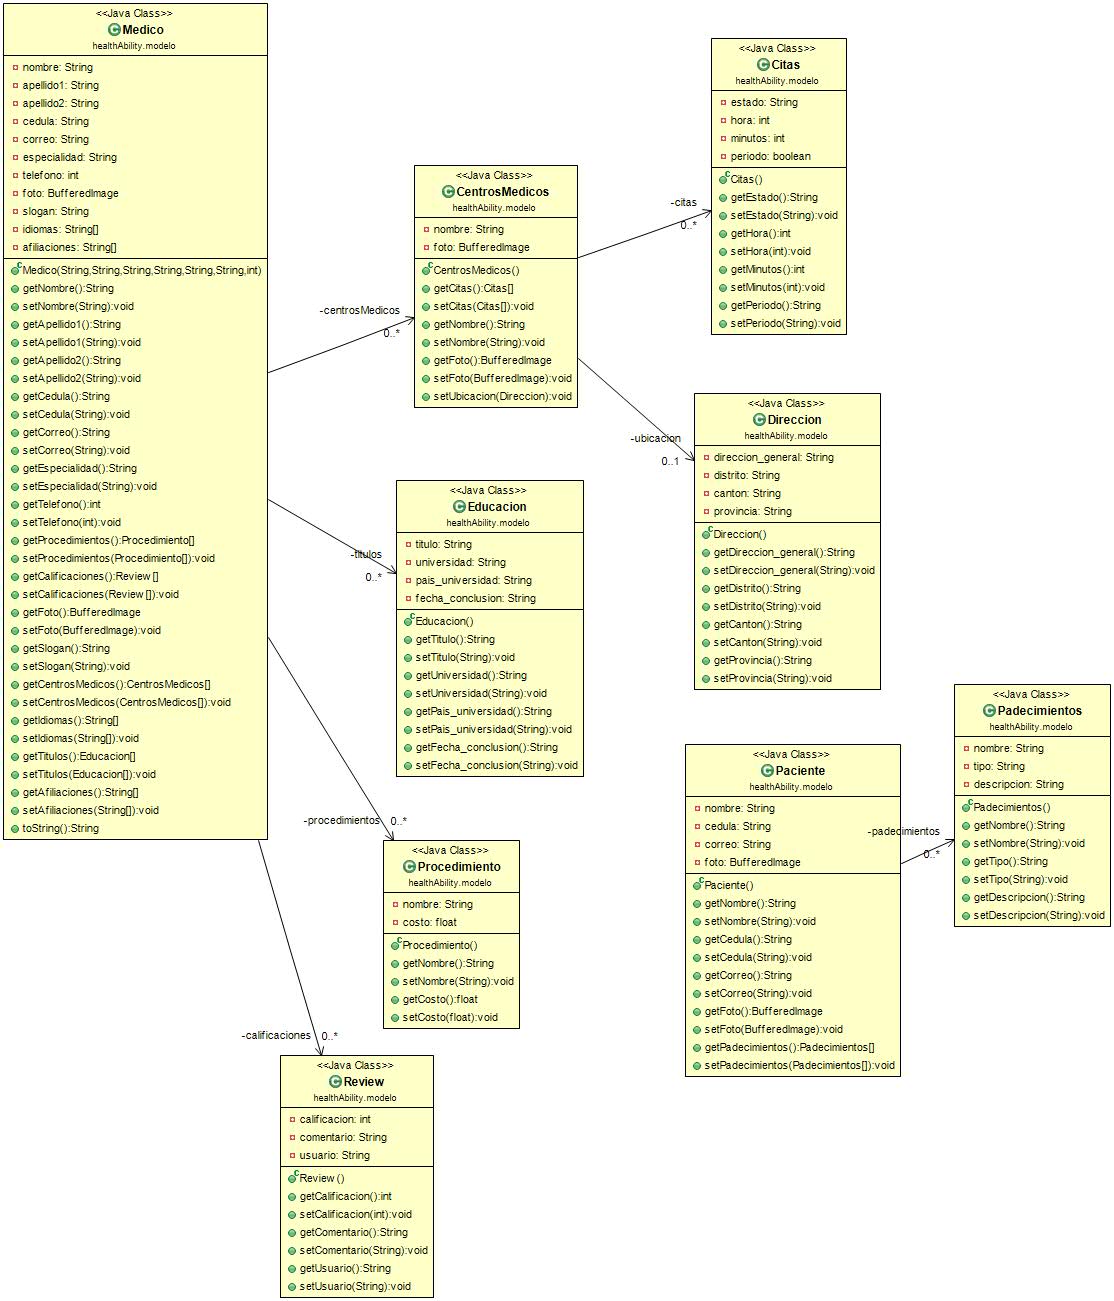 <<Java Class>>
Medico
healthAbility.modelo
nombre: String
apellido1: String
apellido2: String
cedula: String
correo: String
especialidad: String
telefono: int
foto: BufferedImage
slogan: String
idiomas: String[]
afiliaciones: String[]
Medico(String,String,String,String,String,String,int)
getNombre():String
setNombre(String):void
getApellido1():String
setApellido1(String):void
getApellido2():String
setApellido2(String):void
getCedula():String
setCedula(String):void
getCorreo():String
setCorreo(String):void
getEspecialidad():String
setEspecialidad(String):void
getTelefono():int
setTelefono(int):void
getProcedimientos():Procedimiento[]
setProcedimientos(Procedimiento[]):void
getCalificaciones():Review[]
setCalificaciones(Review[]):void
getFoto():BufferedImage
setFoto(BufferedImage):void
getSlogan():String
setSlogan(String):void
getCentrosMedicos():CentrosMedicos[]
setCentrosMedicos(CentrosMedicos[]):void
getIdiomas():String[]
setIdiomas(String[]):void
getTitulos():Educacion[]
setTitulos(Educacion[]):void
getAfiliaciones():String[]
setAfiliaciones(String[]):void
toString():String
-centrosMedicos
0..*
<<Java Class>>
CentrosMedicos
healthAbility.modelo
nombre: String
foto: BufferedImage
CentrosMedicos()
getCitas():Citas[]
setCitas(Citas[]):void
getNombre():String
setNombre(String):void
getFoto():BufferedImage
setFoto(BufferedImage):void
setUbicacion(Direccion):void
-citas
0..*
<<Java Class>>
Citas
healthAbility.modelo
estado: String
hora: int
minutos: int
periodo: boolean
Citas()
getEstado():String
setEstado(String):void
getHora():int
setHora(int):void
getMinutos():int
setMinutos(int):void
getPeriodo():String
setPeriodo(String):void
-ubicacion
0..1
<<Java Class>>
Direccion
healthAbility.modelo
direccion_general: String
distrito: String
canton: String
provincia: String
Direccion()
getDireccion_general():String
setDireccion_general(String):void
getDistrito():String
setDistrito(String):void
getCanton():String
setCanton(String):void
getProvincia():String
setProvincia(String):void
-titulos
0..*
<<Java Class>>
Educacion
healthAbility.modelo
titulo: String
universidad: String
pais_universidad: String
fecha_conclusion: String
Educacion()
getTitulo():String
setTitulo(String):void
getUniversidad():String
setUniversidad(String):void
getPais_universidad():String
setPais_universidad(String):void
getFecha_conclusion():String
setFecha_conclusion(String):void
-procedimientos
0..*
<<Java Class>>
Procedimiento
healthAbility.modelo
nombre: String
costo: float
Procedimiento()
getNombre():String
setNombre(String):void
getCosto():float
setCosto(float):void
-calificaciones
0..*
<<Java Class>>
Review
healthAbility.modelo
calificacion: int
comentario: String
usuario: String
Review()
getCalificacion():int
setCalificacion(int):void
getComentario():String
setComentario(String):void
getUsuario():String
setUsuario(String):void
<<Java Class>>
Paciente
healthAbility.modelo
nombre: String
cedula: String
correo: String
foto: BufferedImage
Paciente()
getNombre():String
setNombre(String):void
getCedula():String
setCedula(String):void
getCorreo():String
setCorreo(String):void
getFoto():BufferedImage
setFoto(BufferedImage):void
getPadecimientos():Padecimientos[]
setPadecimientos(Padecimientos[]):void
-padecimientos
0..*
<<Java Class>>
Padecimientos
healthAbility.modelo
nombre: String
tipo: String
descripcion: String
Padecimientos()
getNombre():String
setNombre(String):void
getTipo():String
setTipo(String):void
getDescripcion():String
setDescripcion(String):void